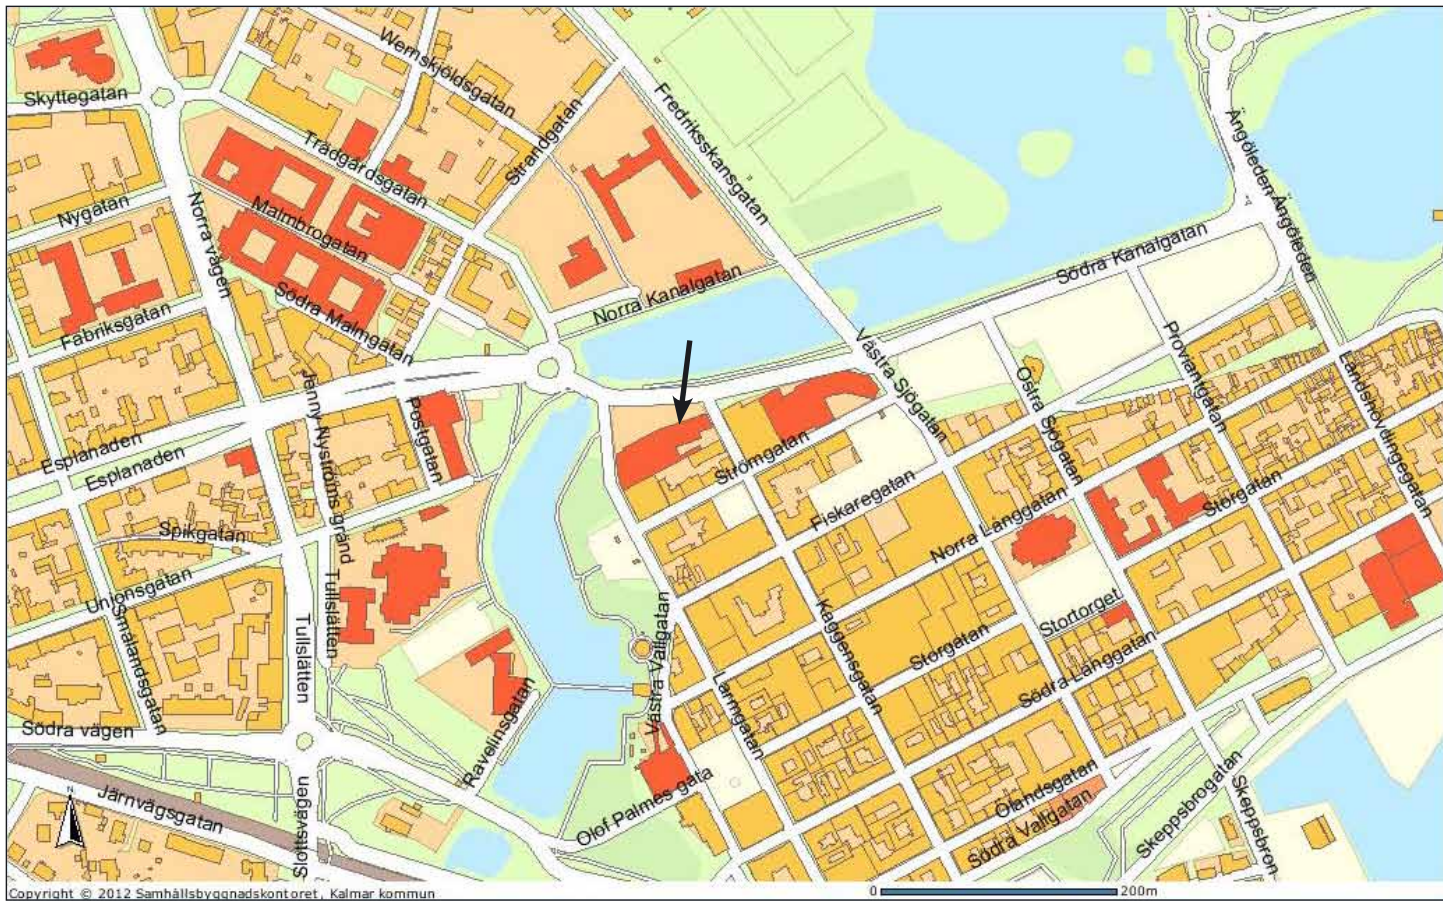 Skyttegatan
Wernskjöldsgatan
Fredriksskansgatan
Ängöleden
Ängöleden
Trädgårdsgatan
Strandgatan
Nygatan
Malmbrogatan
Norra vägen
Södra Kanalgatan
Norra Kanalgatan
Fabriksgatan
Södra Malmgatan
Västra Sjögatan
Östra Sjögatan
Proviantgatan
Landshövdingegatan
Esplanaden
Esplanaden
Jenny Nyströms gränd
Postgatan
Strömgatan
Fiskaregatan
Norra Långgatan
Storgatan
Spikgatan
Unionsgatan
Smålandsgatan
Tullslätten
Tullslätten
Västra Vallgatan
Kaggensgatan
Storgatan
Stortorget
Södra Långgatan
Larmgatan
Ravelinsgatan
Södra vägen
Järnvägsgatan
Slottsvägen
Olof Palmes gata
Ölandsgatan
Södra Vallgatan
Skeppsbrogatan
Skeppsbron
N
Copyright © 2012 Samhällsbyggnadskontoret, Kalmar kommun
0 200m